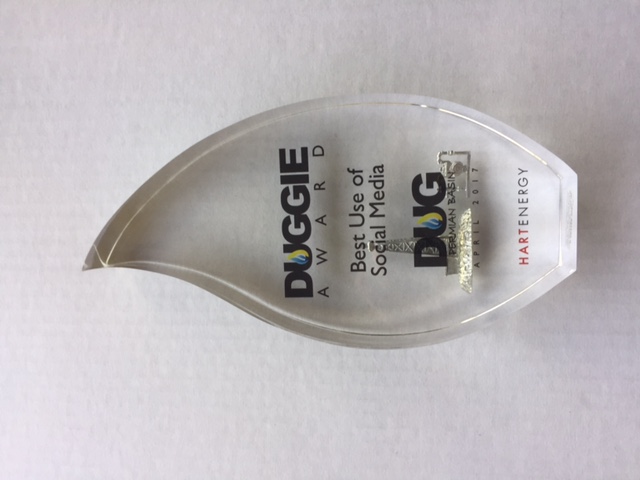 DUGGIE
AWARD
Best Use of
Social Media
DUG
PERMIAN BASIN
APRIL 2017
HARTENERGY